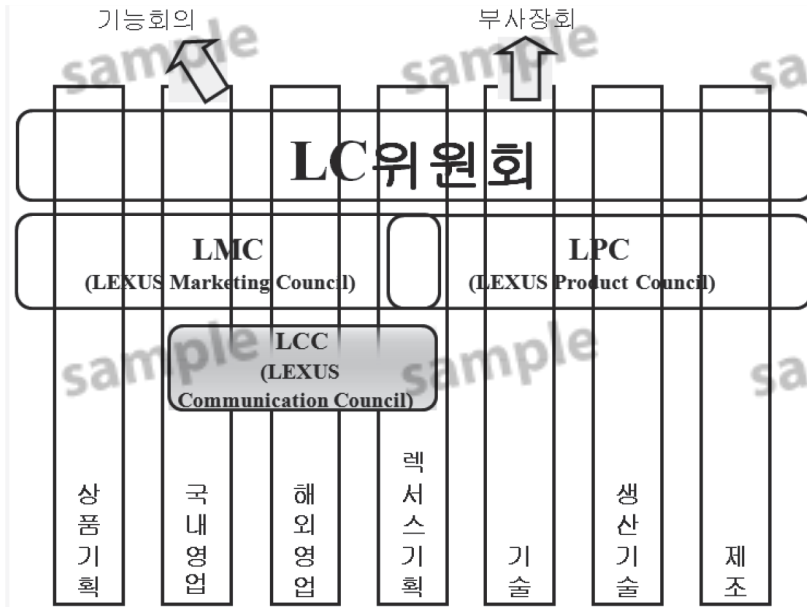 기능회의
부사장회
sample
sample
sa
LC위원회
LMC
(LEXUS Marketing Council)
LPC
(LEXUS Product Council)
LCC
(LEXUS
Communication Council)
sample
sample
sa
상품기획
국내영업
해외영업
렉서스기획
기술
생산기술
제조